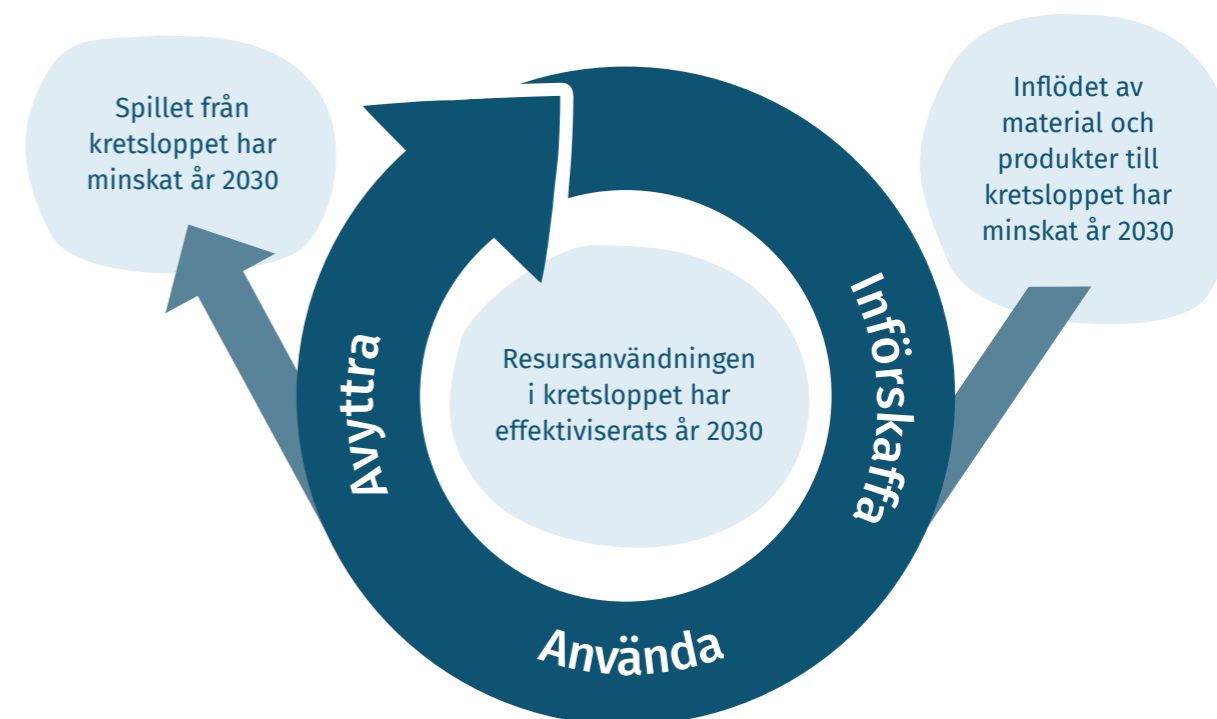 Spillet från
kretsloppet har
minskat år 2030
Inflödet av
material och
produkter till
kretsloppet har
minskat år 2030
Resursanvändningen
i kretsloppet har
effektiviserats år 2030
Införskaffa
Använda
Avyttra